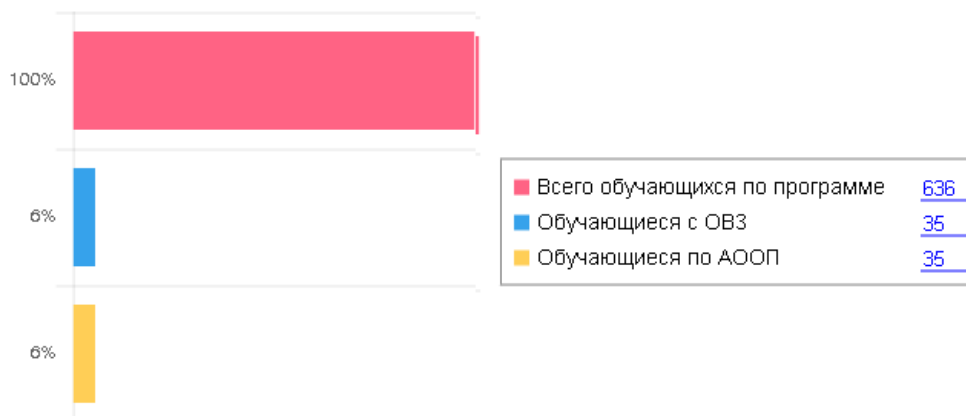 100%
6%
6%
Всего обучающихся по программе 636
Обучающиеся с ОВЗ 35
Обучающиеся по АООП 35